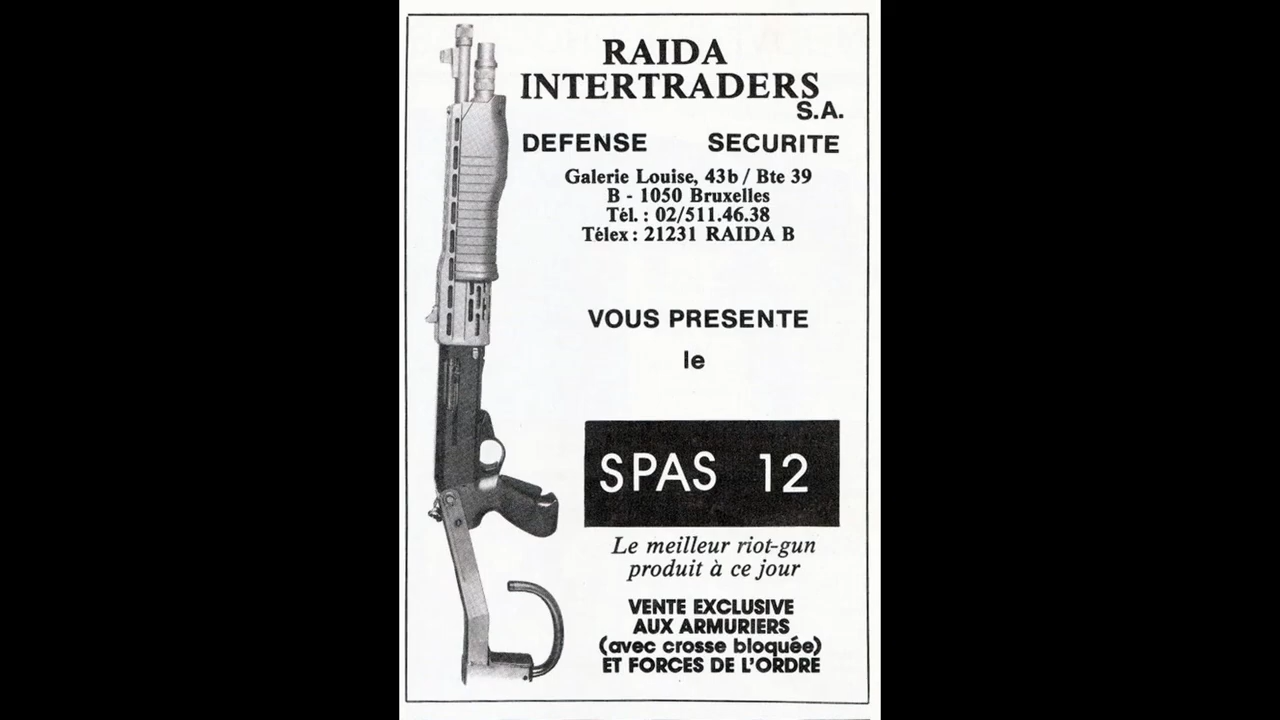 RAIDA
INTERTRADERS
S.A.
DEFENSE SECURITE
Galerie Louise, 43b / Bte 39
B - 1050 Bruxelles
Tél. : 02/511.46.38
Télex : 21231 RAIDA B
VOUS PRESENTE
le
SPAS 12
Le meilleur riot-gun
produit à ce jour
VENTE EXCLUSIVE
AUX ARMURIERS
(avec crosse bloquée)
ET FORCES DE L'ORDRE